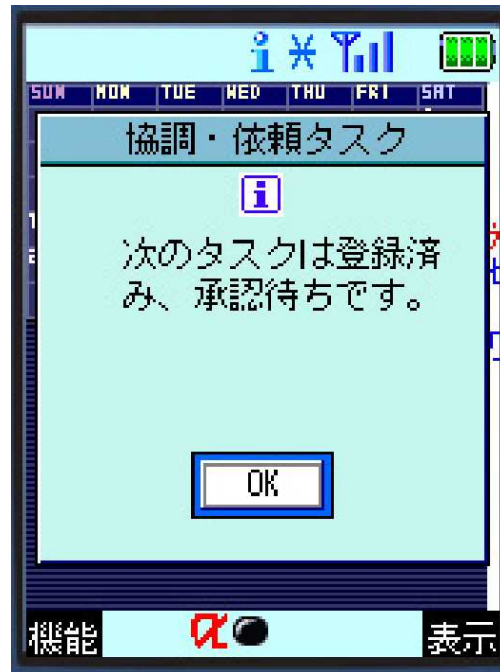 SUN MON TUE WED THU FRI SAT
協調・依頼タスク
次のタスクは登録済
み、承認待ちです。
OK
機能 α 表示